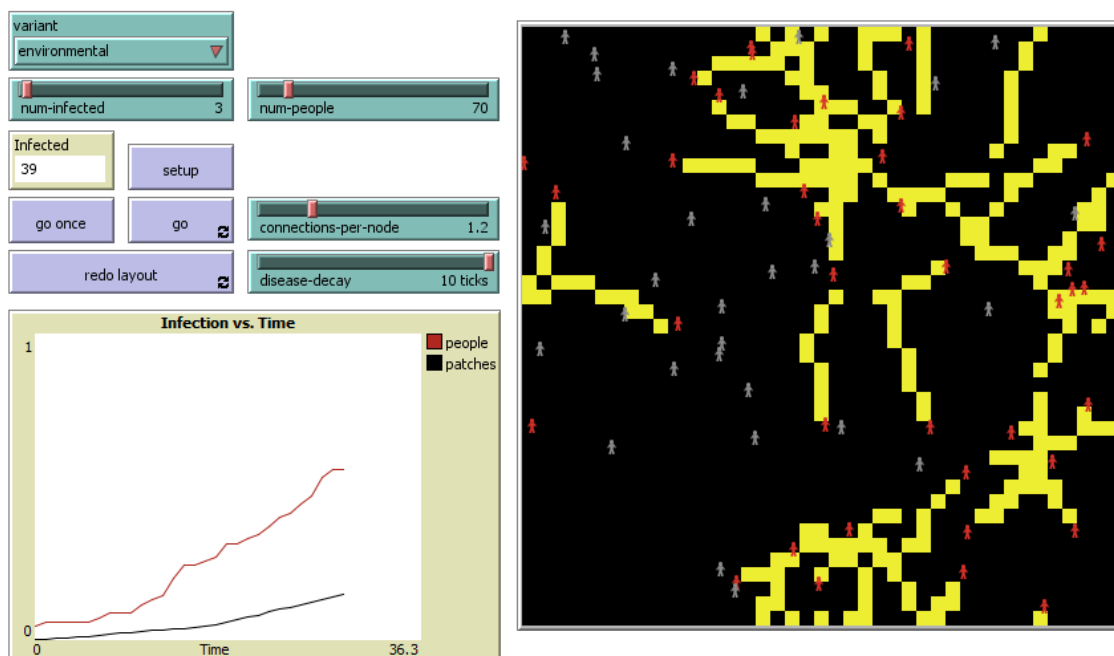 variant
environmental
num-infected 3
num-people 70
Infected
39
setup
go once
go
connections-per-node 1.2
redo layout
disease-decay 10 ticks
Infection vs. Time
1
people
patches
0
0 Time 36.3